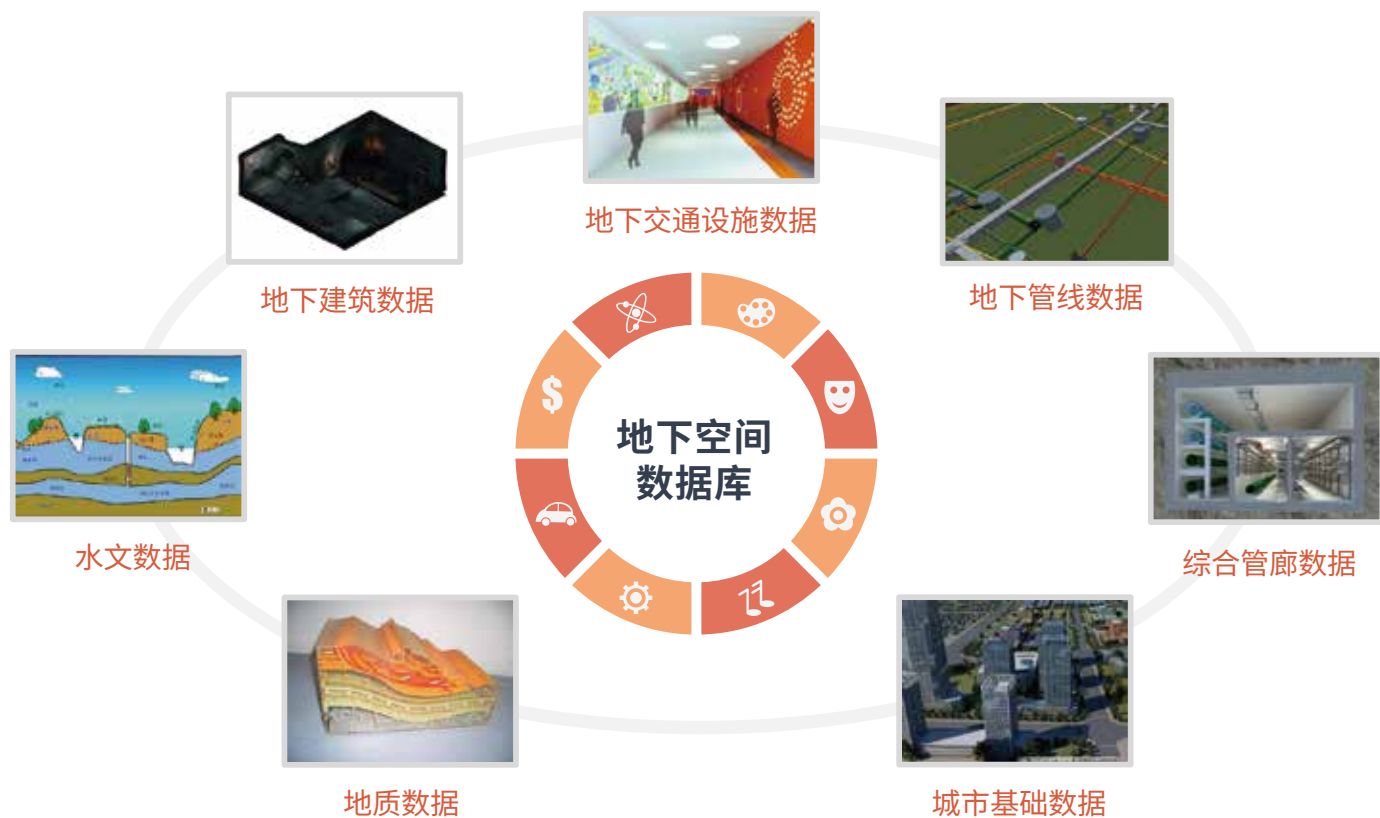 地下交通设施数据
地下建筑数据
地下管线数据
地下空间
数据库
水文数据
综合管廊数据
地质数据
城市基础数据